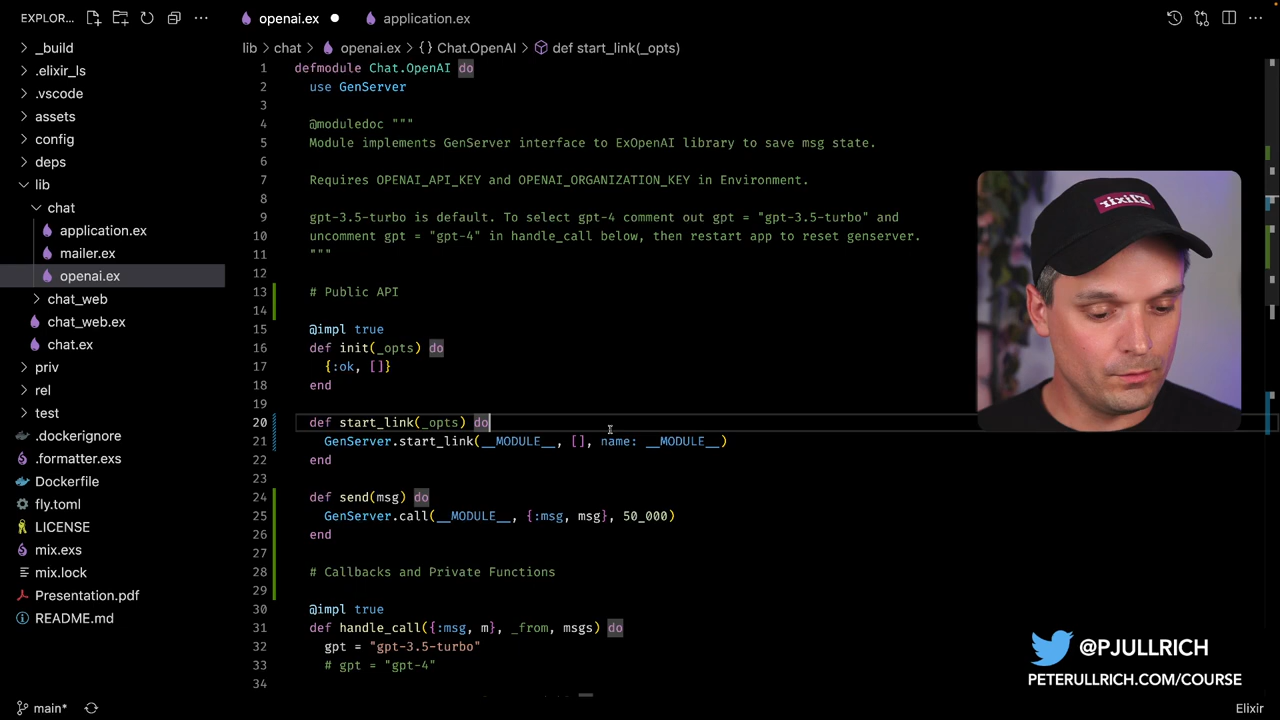 EXPLOR...
openai.ex
application.ex
_build
.elixir_ls
.vscode
assets
config
deps
lib
chat
application.ex
mailer.ex
openai.ex
chat_web
chat_web.ex
chat.ex
priv
rel
test
.dockerignore
.formatter.exs
Dockerfile
fly.toml
LICENSE
mix.exs
mix.lock
Presentation.pdf
README.md
lib > chat > openai.ex > {} Chat.OpenAI > def start_link(_opts)
1 defmodule Chat.OpenAI do
2 use GenServer
3
4 @moduledoc """
5 Module implements GenServer interface to ExOpenAI library to save msg state.
6
7 Requires OPENAI_API_KEY and OPENAI_ORGANIZATION_KEY in Environment.
8
9 gpt-3.5-turbo is default. To select gpt-4 comment out gpt = "gpt-3.5-turbo" and
10 uncomment gpt = "gpt-4" in handle_call below, then restart app to reset genserver.
11 """
12
13 # Public API
14
15 @impl true
16 def init(_opts) do
17 {:ok, []}
18 end
19
20 def start_link(_opts) do
21 GenServer.start_link(__MODULE__, [], name: __MODULE__)
22 end
23
24 def send(msg) do
25 GenServer.call(__MODULE__, {:msg, msg}, 50_000)
26 end
27
28 # Callbacks and Private Functions
29
30 @impl true
31 def handle_call({:msg, m}, _from, msgs) do
32 gpt = "gpt-3.5-turbo"
33 # gpt = "gpt-4"
34
elixir
@PJULLRICH
PETERULLRICH.COM/COURSE
main*
Elixir